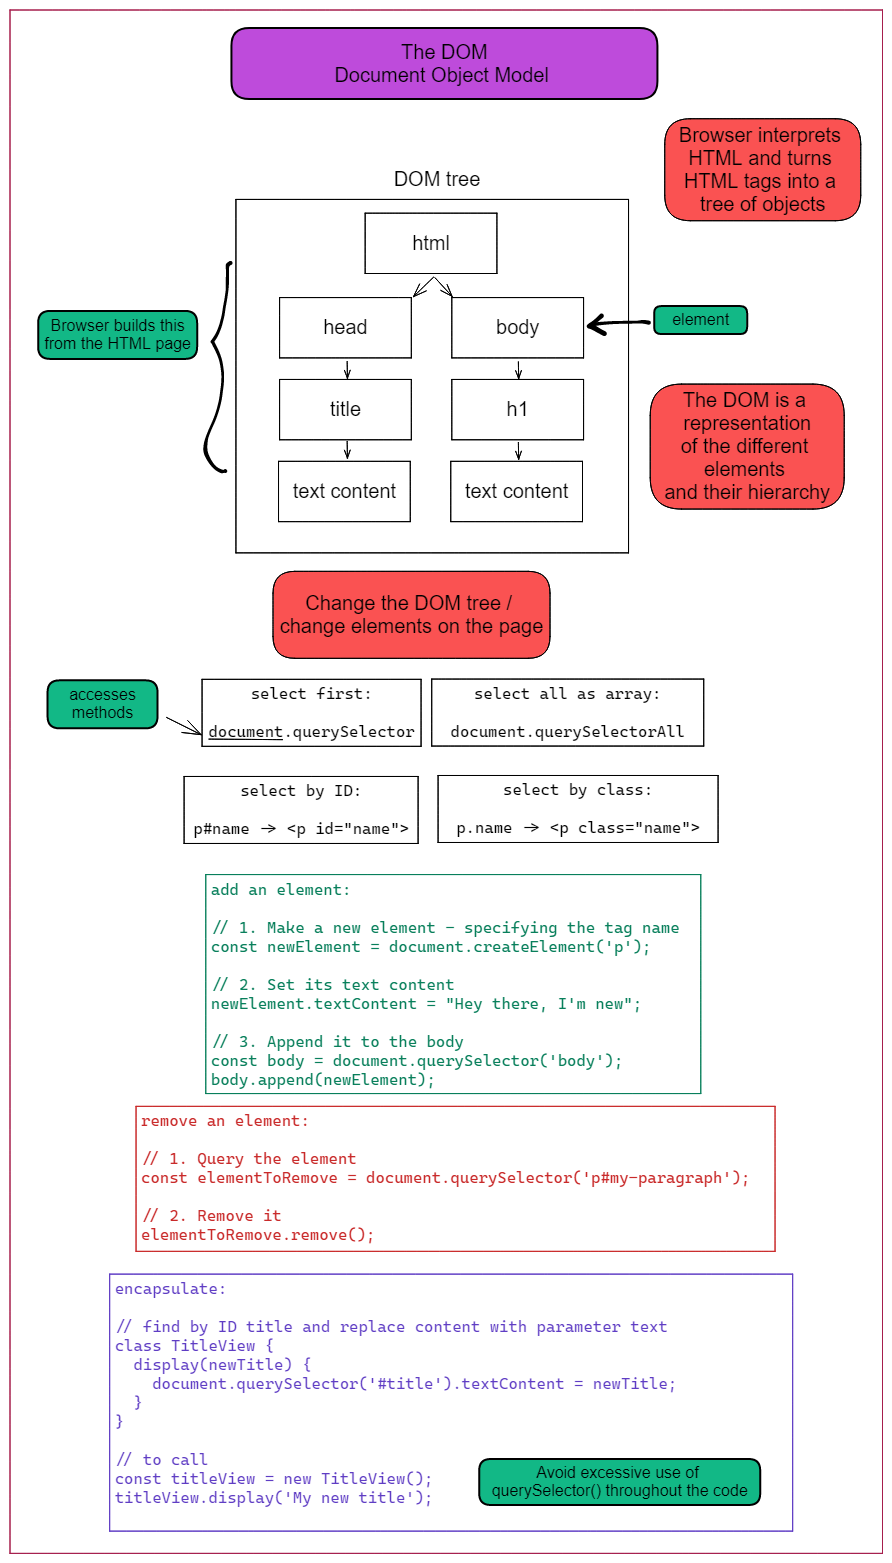 The DOM
Document Object Model
Browser interprets
HTML and turns
HTML tags into a
tree of objects
DOM tree
html
head
body
element
Browser builds this
from the HTML page
title
h1
The DOM is a
representation
of the different
elements
and their hierarchy
text content
text content
Change the DOM tree /
change elements on the page
accesses
methods
select first:
document.querySelector
select all as array:
document.querySelectorAll
select by ID:
p#name -> <p id="name">
select by class:
p.name -> <p class="name">
add an element:
// 1. Make a new element - specifying the tag name
const newElement = document.createElement('p');
// 2. Set its text content
newElement.textContent = "Hey there, I'm new";
// 3. Append it to the body
const body = document.querySelector('body');
body.append(newElement);
remove an element:
// 1. Query the element
const elementToRemove = document.querySelector('p#my-paragraph');
// 2. Remove it
elementToRemove.remove();
encapsulate:
// find by ID title and replace content with parameter text
class TitleView {
  display(newTitle) {
    document.querySelector('#title').textContent = newTitle;
  }
}
// to call
const titleView = new TitleView();
titleView.display('My new title');
Avoid excessive use of
querySelector() throughout the code